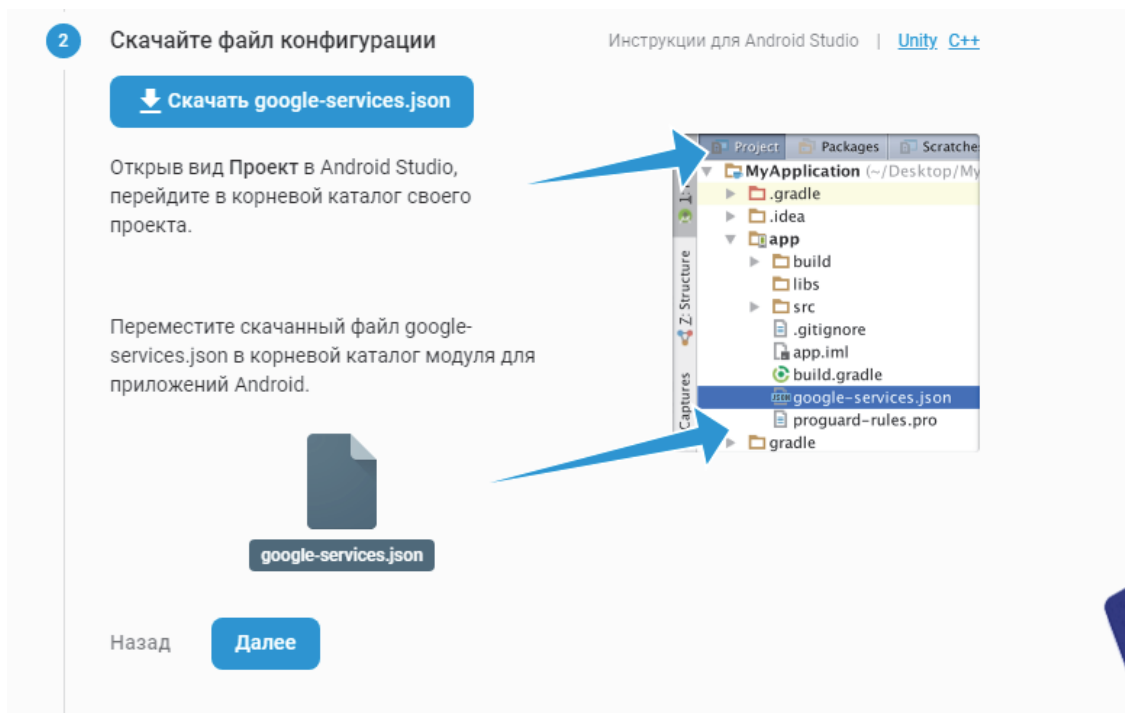 2
Скачайте файл конфигурации
Инструкции для Android Studio | Unity C++
Скачать google-services.json
Открыв вид Проект в Android Studio,
перейдите в корневой каталог своего
проекта.
Переместите скачанный файл google-
services.json в корневой каталог модуля для
приложений Android.
google-services.json
Назад
Далее
Project Packages Scratche
MyApplication (~/Desktop/My
.gradle
.idea
app
build
libs
src
.gitignore
app.iml
build.gradle
google-services.json
proguard-rules.pro
gradle
Z: Structure
Captures